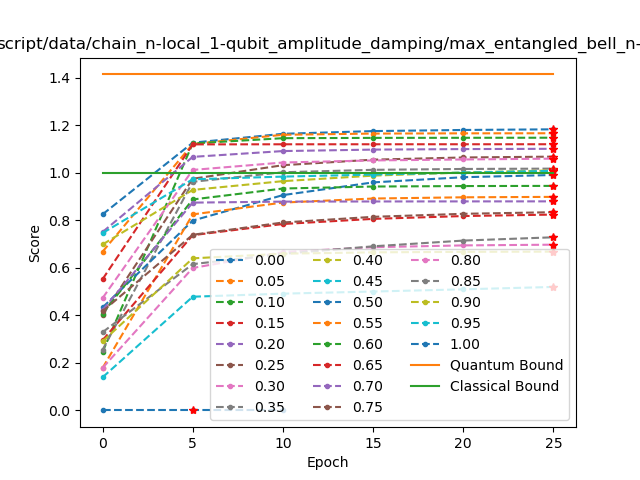 script/data/chain_n-local_1-qubit_amplitude_damping/max_entangled_bell_n-
Score
1.4
1.2
1.0
0.8
0.6
0.4
0.2
0.0
0.00 0.40 0.80
0.05 0.45 0.85
0.10 0.50 0.90
0.15 0.55 0.95
0.20 0.60 1.00
0.25 0.65 Quantum Bound
0.30 0.70 Classical Bound
0.35 0.75
0 5 10 15 20 25
Epoch